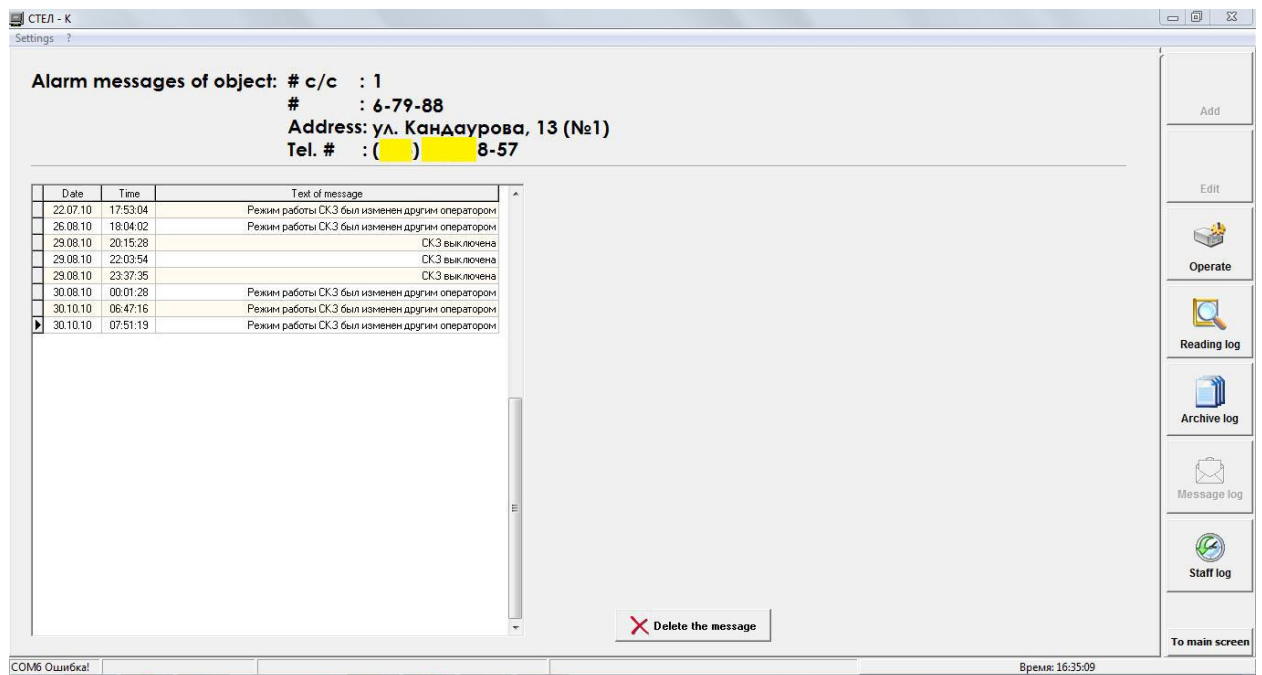 СТЕЛ - К
Settings ?
Alarm messages of object: # c/c : 1
# : 6-79-88
Address: ул. Кандаурова, 13 (№1)
Tel. # : ( ) 8-57
Date Time Text of message
22.07.10 17:53:04 Режим работы СКЗ был изменен другим оператором
26.08.10 18:04:02 Режим работы СКЗ был изменен другим оператором
29.08.10 20:15:28 СКЗ выключена
29.08.10 22:03:54 СКЗ выключена
29.08.10 23:37:35 СКЗ выключена
30.08.10 00:01:28 Режим работы СКЗ был изменен другим оператором
30.10.10 06:47:16 Режим работы СКЗ был изменен другим оператором
30.10.10 07:51:19 Режим работы СКЗ был изменен другим оператором
Delete the message
Add
Edit
Operate
Reading log
Archive log
Message log
Staff log
To main screen
COM6 Ошибка!
Время: 16:35:09